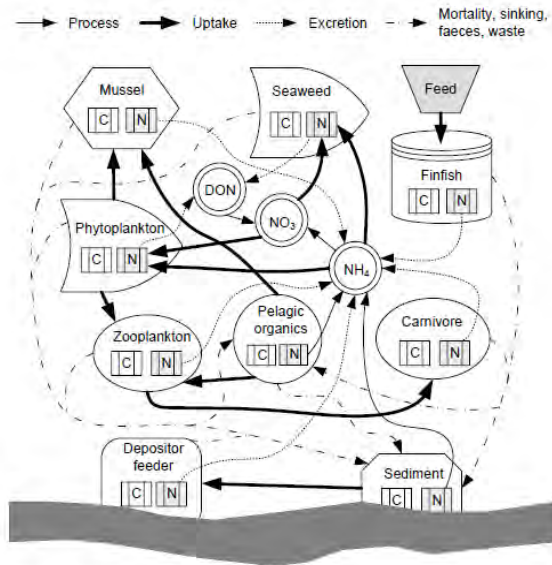 Process
Uptake
Excretion
Mortality, sinking,
faeces, waste
Mussel
C N
Seaweed
C N
Feed
Finfish
C N
DON
NO₃
Phytoplankton
C N
NH₄
Zooplankton
C N
Pelagic
organics
C N
Carnivore
C N
Depositor
feeder
C N
Sediment
C N